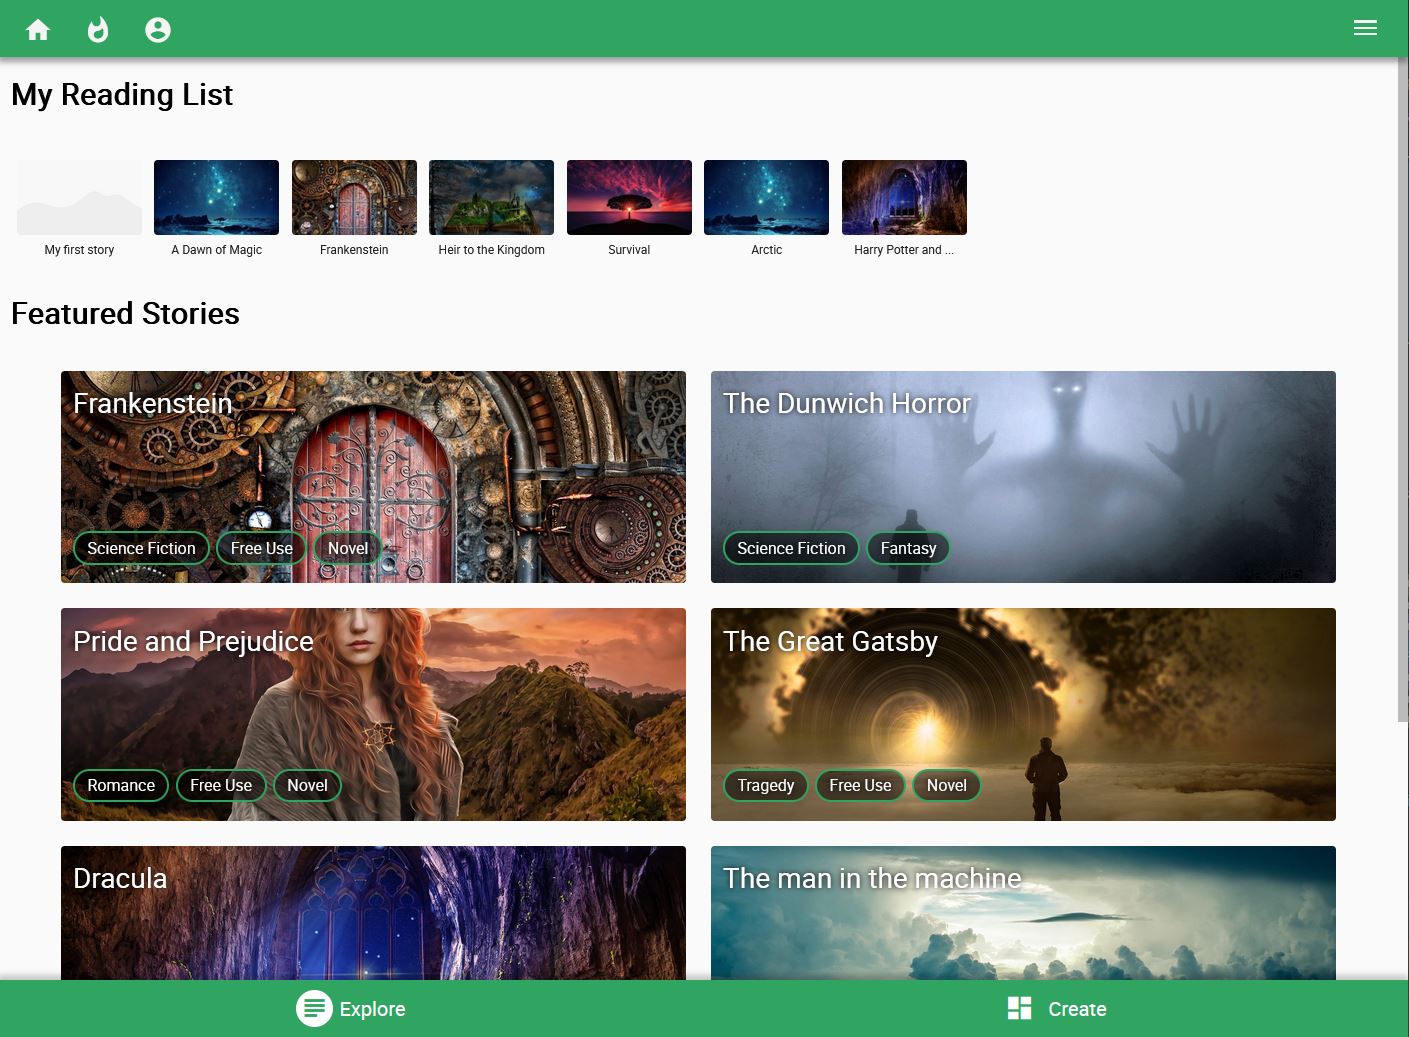 My Reading List
My first story
A Dawn of Magic
Frankenstein
Heir to the Kingdom
Survival
Arctic
Harry Potter and ...
Featured Stories
Frankenstein
Science Fiction
Free Use
Novel
The Dunwich Horror
Science Fiction
Fantasy
Pride and Prejudice
Romance
Free Use
Novel
The Great Gatsby
Tragedy
Free Use
Novel
Dracula
The man in the machine
Explore
Create